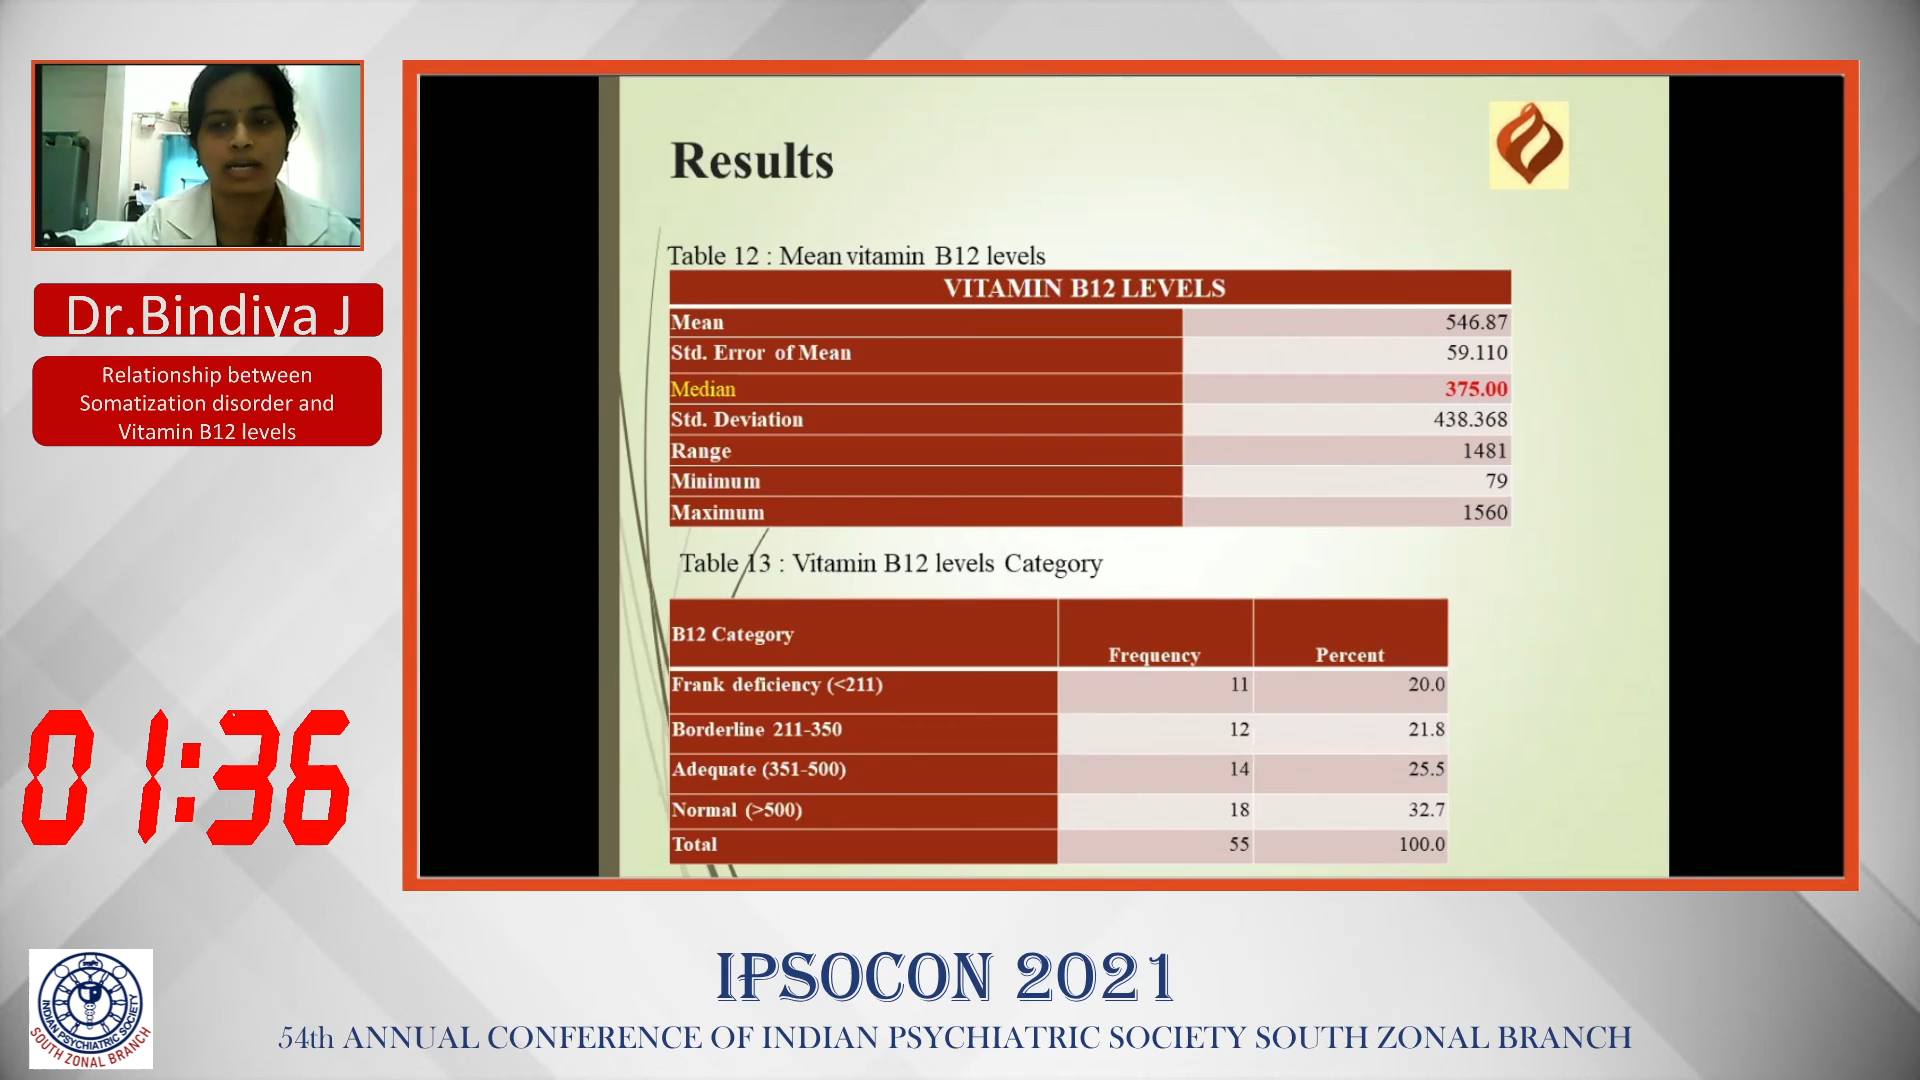 Dr.Bindiya J
Relationship between
Somatization disorder and
Vitamin B12 levels
01:36
Results
Table 12 : Mean vitamin B12 levels
VITAMIN B12 LEVELS
Mean 546.87
Std. Error of Mean 59.110
Median 375.00
Std. Deviation 438.368
Range 1481
Minimum 79
Maximum 1560
Table 13 : Vitamin B12 levels Category
B12 Category Frequency Percent
Frank deficiency (<211) 11 20.0
Borderline 211-350 12 21.8
Adequate (351-500) 14 25.5
Normal (>500) 18 32.7
Total 55 100.0
INDIAN PSYCHIATRIC SOCIETY
SOUTH ZONAL BRANCH
IPSOCON 2021
54th ANNUAL CONFERENCE OF INDIAN PSYCHIATRIC SOCIETY SOUTH ZONAL BRANCH